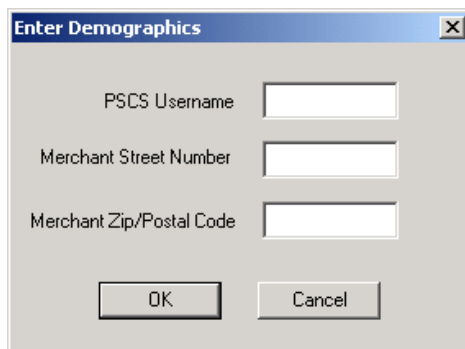 Enter Demographics
PSCS Username
Merchant Street Number
Merchant Zip/Postal Code
OK Cancel